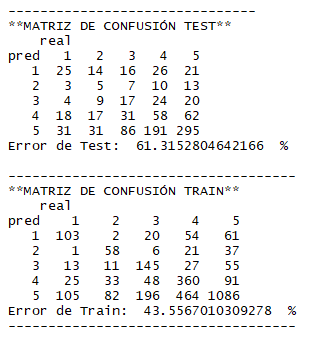 -------------------------------
**MATRIZ DE CONFUSIÓN TEST**
    real
pred   1   2   3   4   5
   1  25  14  16  26  21
   2   3   5   7  10  13
   3   4   9  17  24  20
   4  18  17  31  58  62
   5  31  31  86 191 295
Error de Test:  61.3152804642166  %

------------------------------------
**MATRIZ DE CONFUSIÓN TRAIN**
    real
pred    1    2    3    4    5
   1  103    2   20   54   61
   2    1   58    6   21   37
   3   13   11  145   27   55
   4   25   33   48  360   91
   5  105   82  196  464 1086
Error de Train:  43.5567010309278  %
------------------------------------